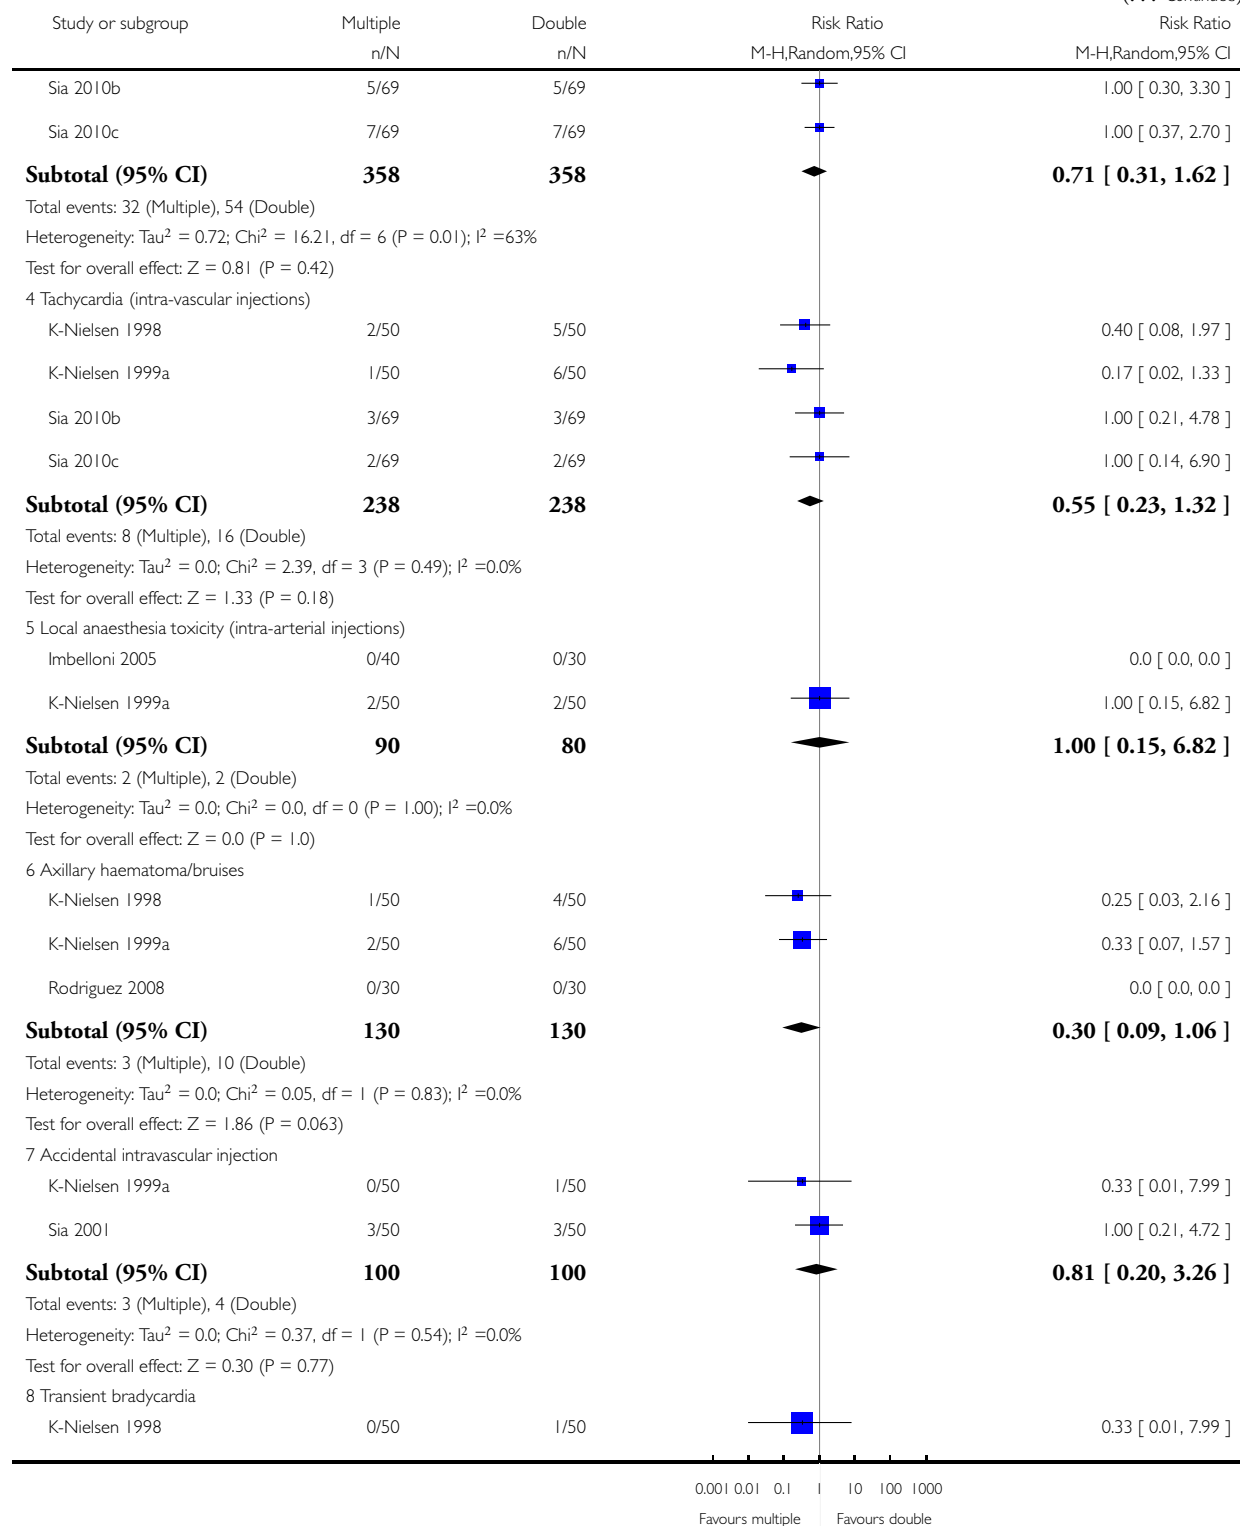 (... Continued)
Study or subgroup Multiple Double Risk Ratio Risk Ratio
n/N n/N M-H,Random,95% CI M-H,Random,95% CI
Sia 2010b 5/69 5/69 1.00 [ 0.30, 3.30 ]
Sia 2010c 7/69 7/69 1.00 [ 0.37, 2.70 ]
Subtotal (95% CI) 358 358 0.71 [ 0.31, 1.62 ]
Total events: 32 (Multiple), 54 (Double)
Heterogeneity: Tau² = 0.72; Chi² = 16.21, df = 6 (P = 0.01); I² =63%
Test for overall effect: Z = 0.81 (P = 0.42)
4 Tachycardia (intra-vascular injections)
K-Nielsen 1998 2/50 5/50 0.40 [ 0.08, 1.97 ]
K-Nielsen 1999a 1/50 6/50 0.17 [ 0.02, 1.33 ]
Sia 2010b 3/69 3/69 1.00 [ 0.21, 4.78 ]
Sia 2010c 2/69 2/69 1.00 [ 0.14, 6.90 ]
Subtotal (95% CI) 238 238 0.55 [ 0.23, 1.32 ]
Total events: 8 (Multiple), 16 (Double)
Heterogeneity: Tau² = 0.0; Chi² = 2.39, df = 3 (P = 0.49); I² =0.0%
Test for overall effect: Z = 1.33 (P = 0.18)
5 Local anaesthesia toxicity (intra-arterial injections)
Imbelloni 2005 0/40 0/30 0.0 [ 0.0, 0.0 ]
K-Nielsen 1999a 2/50 2/50 1.00 [ 0.15, 6.82 ]
Subtotal (95% CI) 90 80 1.00 [ 0.15, 6.82 ]
Total events: 2 (Multiple), 2 (Double)
Heterogeneity: Tau² = 0.0; Chi² = 0.0, df = 0 (P = 1.00); I² =0.0%
Test for overall effect: Z = 0.0 (P = 1.0)
6 Axillary haematoma/bruises
K-Nielsen 1998 1/50 4/50 0.25 [ 0.03, 2.16 ]
K-Nielsen 1999a 2/50 6/50 0.33 [ 0.07, 1.57 ]
Rodriguez 2008 0/30 0/30 0.0 [ 0.0, 0.0 ]
Subtotal (95% CI) 130 130 0.30 [ 0.09, 1.06 ]
Total events: 3 (Multiple), 10 (Double)
Heterogeneity: Tau² = 0.0; Chi² = 0.05, df = 1 (P = 0.83); I² =0.0%
Test for overall effect: Z = 1.86 (P = 0.063)
7 Accidental intravascular injection
K-Nielsen 1999a 0/50 1/50 0.33 [ 0.01, 7.99 ]
Sia 2001 3/50 3/50 1.00 [ 0.21, 4.72 ]
Subtotal (95% CI) 100 100 0.81 [ 0.20, 3.26 ]
Total events: 3 (Multiple), 4 (Double)
Heterogeneity: Tau² = 0.0; Chi² = 0.37, df = 1 (P = 0.54); I² =0.0%
Test for overall effect: Z = 0.30 (P = 0.77)
8 Transient bradycardia
K-Nielsen 1998 0/50 1/50 0.33 [ 0.01, 7.99 ]
0.001 0.01 0.1 1 10 100 1000
Favours multiple Favours double